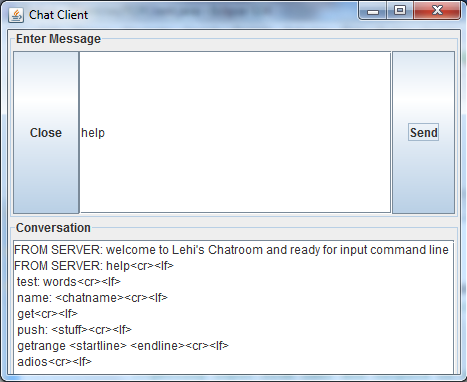 Chat Client
Enter Message
Close
help
Send
Conversation
FROM SERVER: welcome to Lehi's Chatroom and ready for input command line
FROM SERVER: help<cr><lf>
test: words<cr><lf>
name: <chatname><cr><lf>
get<cr><lf>
push: <stuff><cr><lf>
getrange <startline> <endline><cr><lf>
adios<cr><lf>